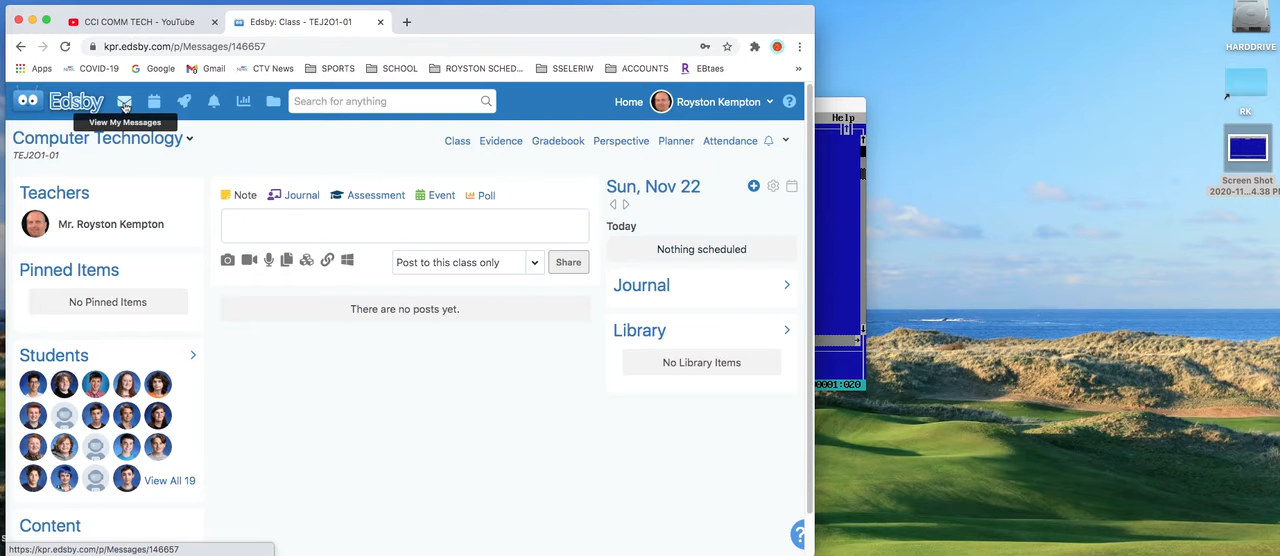 CCI COMM TECH - YouTube
Edsby: Class - TEJ2O1-01
kpr.edsby.com/p/Messages/146657
Apps COVID-19 Google Gmail CTV News SPORTS SCHOOL ROYSTON SCHED... SSELERIW ACCOUNTS EBtaes
Edsby
Search for anything
Home Royston Kempton
View My Messages
Computer Technology
TEJ2O1-01
Class Evidence Gradebook Perspective Planner Attendance
Teachers
Mr. Royston Kempton
Pinned Items
No Pinned Items
Students
View All 19
Content
https://kpr.edsby.com/p/Messages/146657
Note Journal Assessment Event Poll
Post to this class only
Share
There are no posts yet.
Sun, Nov 22
Today
Nothing scheduled
Journal
Library
No Library Items
Help
0001:020
HARDDRIVE
RK
Screen Shot
2020-11...4.38 PM